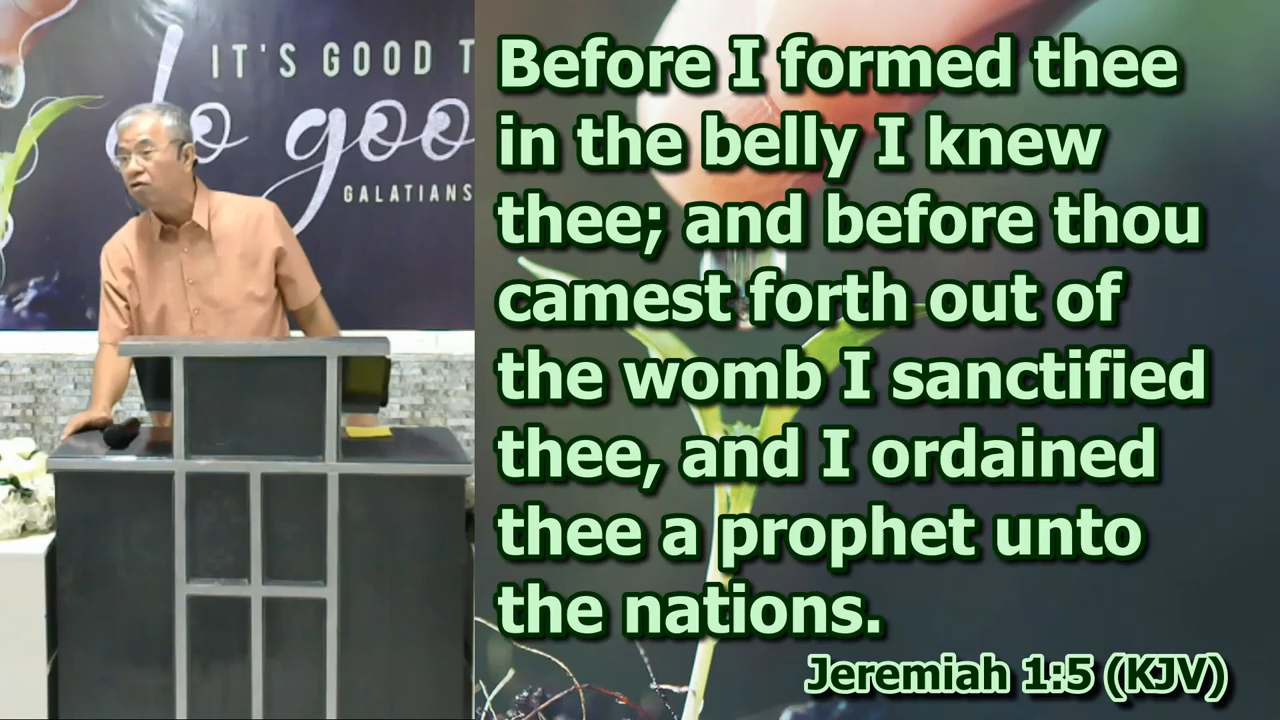 IT'S GOOD T
do goo
GALATIANS
Before I formed thee
in the belly I knew
thee; and before thou
camest forth out of
the womb I sanctified
thee, and I ordained
thee a prophet unto
the nations.
Jeremiah 1:5 (KJV)